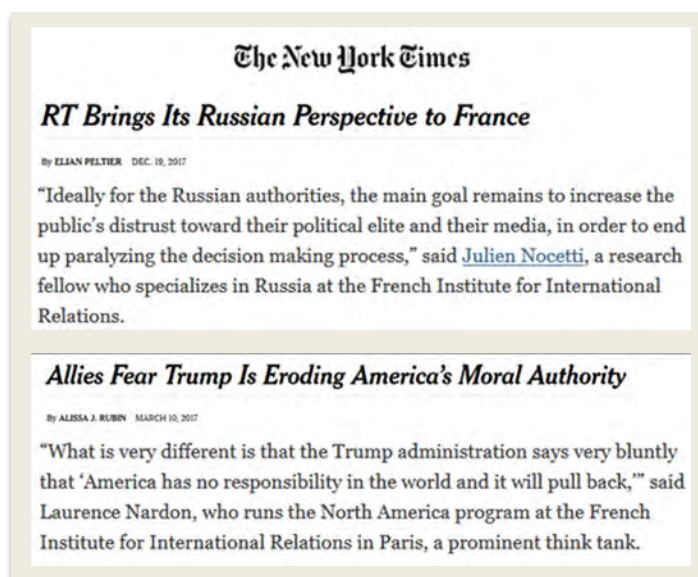 The New York Times
RT Brings Its Russian Perspective to France
By ELIAN PELTIER DEC. 19, 2017
“Ideally for the Russian authorities, the main goal remains to increase the
public’s distrust toward their political elite and their media, in order to end
up paralyzing the decision making process,” said Julien Nocetti, a research
fellow who specializes in Russia at the French Institute for International
Relations.
Allies Fear Trump Is Eroding America’s Moral Authority
By ALISSA J. RUBIN MARCH 10, 2017
“What is very different is that the Trump administration says very bluntly
that ‘America has no responsibility in the world and it will pull back,’” said
Laurence Nardon, who runs the North America program at the French
Institute for International Relations in Paris, a prominent think tank.